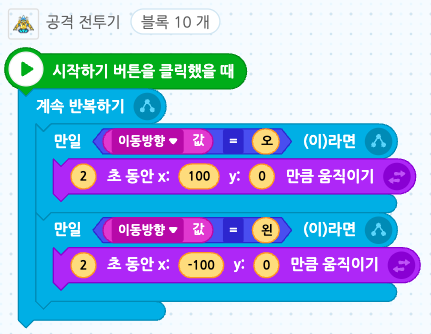 공격 전투기 블록 10 개
시작하기 버튼을 클릭했을 때
계속 반복하기
만일 이동방향 값 = 오 (이)라면
2 초 동안 x: 100 y: 0 만큼 움직이기
만일 이동방향 값 = 왼 (이)라면
2 초 동안 x: -100 y: 0 만큼 움직이기